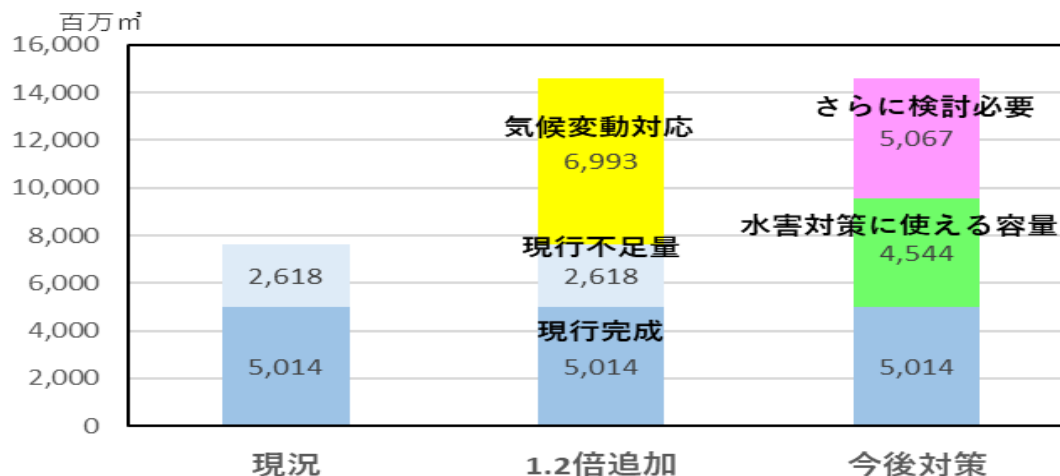 百万㎥
16,000
14,000
12,000
10,000
8,000
6,000
4,000
2,000
0
2,618
5,014
気候変動対応
6,993
現行不足量
2,618
現行完成
5,014
さらに検討必要
5,067
水害対策に使える容量
4,544
5,014
現況
1.2倍追加
今後対策